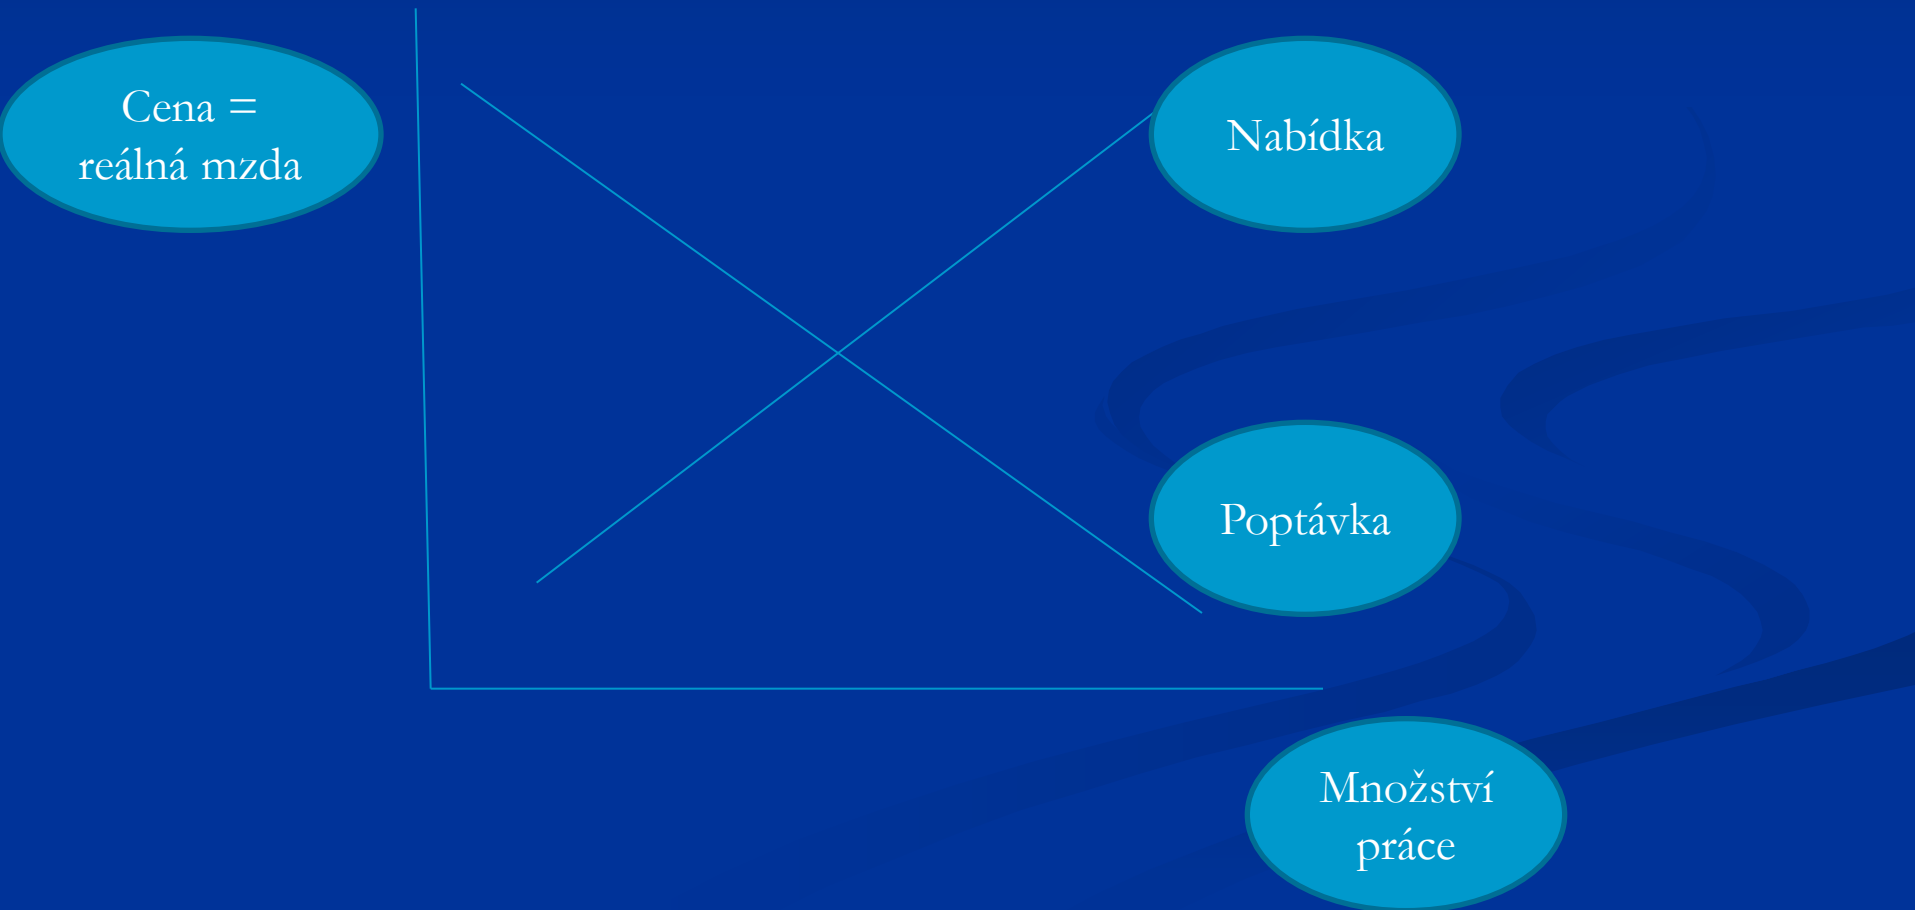 Cena =
reálná mzda
Nabídka
Poptávka
Množství
práce